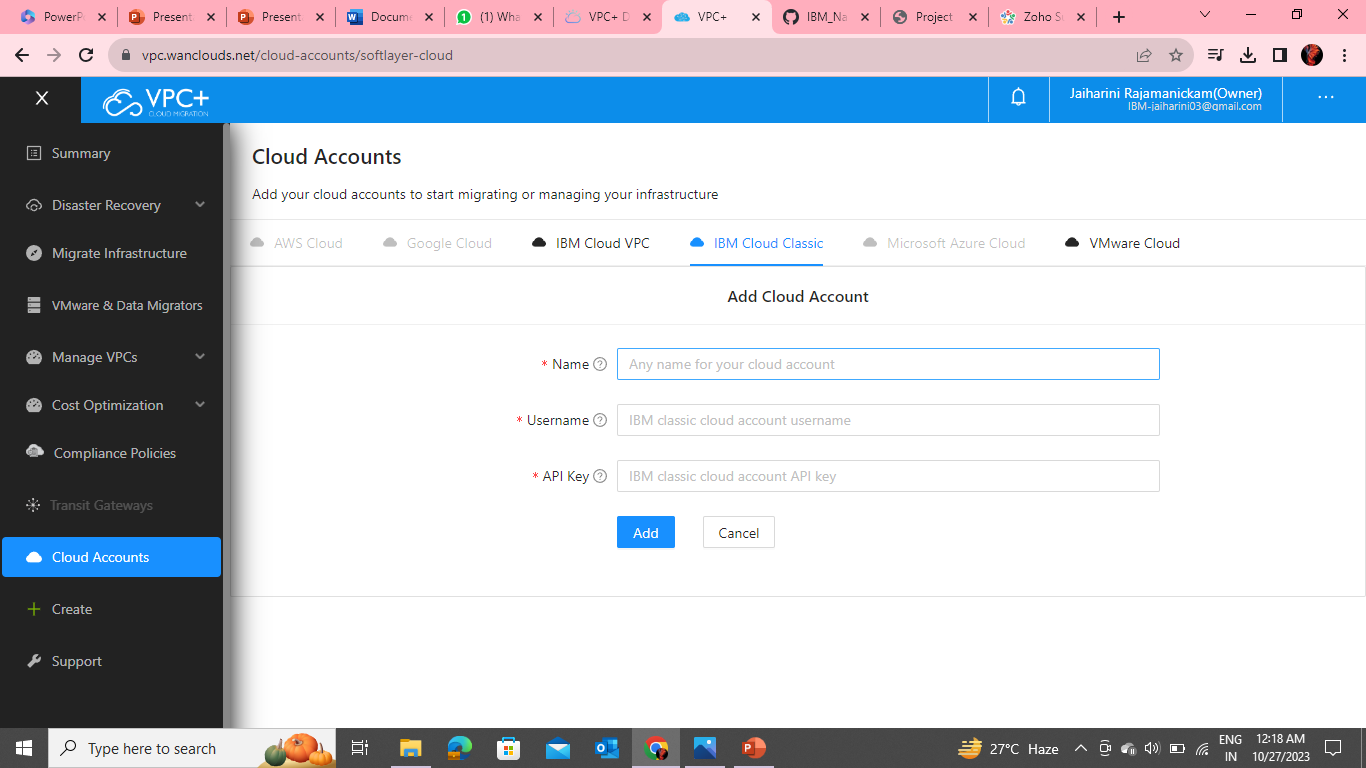 PowerP
Present
Present
Docume
(1) Wha
VPC+ D
VPC+
IBM_Na
Project
Zoho S
vpc.wanclouds.net/cloud-accounts/softlayer-cloud
VPC+
CLOUD MIGRATION
Jaiharini Rajamanickam(Owner)
IBM-jaiharini03@gmail.com
Summary
Disaster Recovery
Migrate Infrastructure
VMware & Data Migrators
Manage VPCs
Cost Optimization
Compliance Policies
Transit Gateways
Cloud Accounts
Create
Support
Cloud Accounts
Add your cloud accounts to start migrating or managing your infrastructure
AWS Cloud
Google Cloud
IBM Cloud VPC
IBM Cloud Classic
Microsoft Azure Cloud
VMware Cloud
Add Cloud Account
* Name
Any name for your cloud account
* Username
IBM classic cloud account username
* API Key
IBM classic cloud account API key
Add
Cancel
Type here to search
27°C Haze
ENG
IN
12:18 AM
10/27/2023